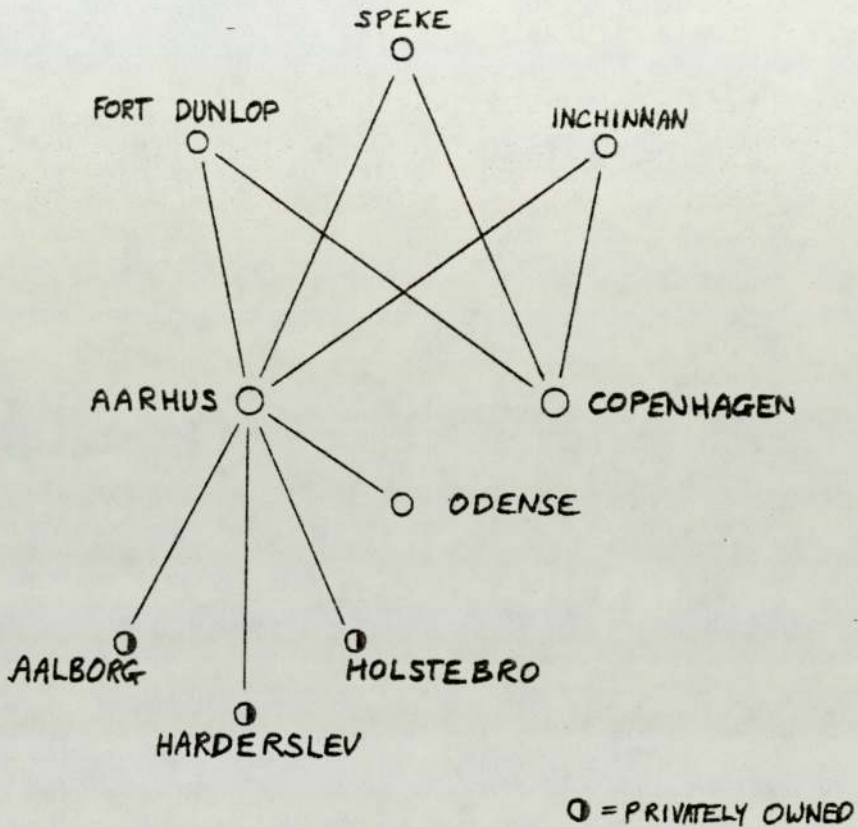 SPEKE
FORT DUNLOP
INCHINNAN
AARHUS
COPENHAGEN
ODENSE
AALBORG
HOLSTEBRO
HARDERSLEV
= PRIVATELY OWNED